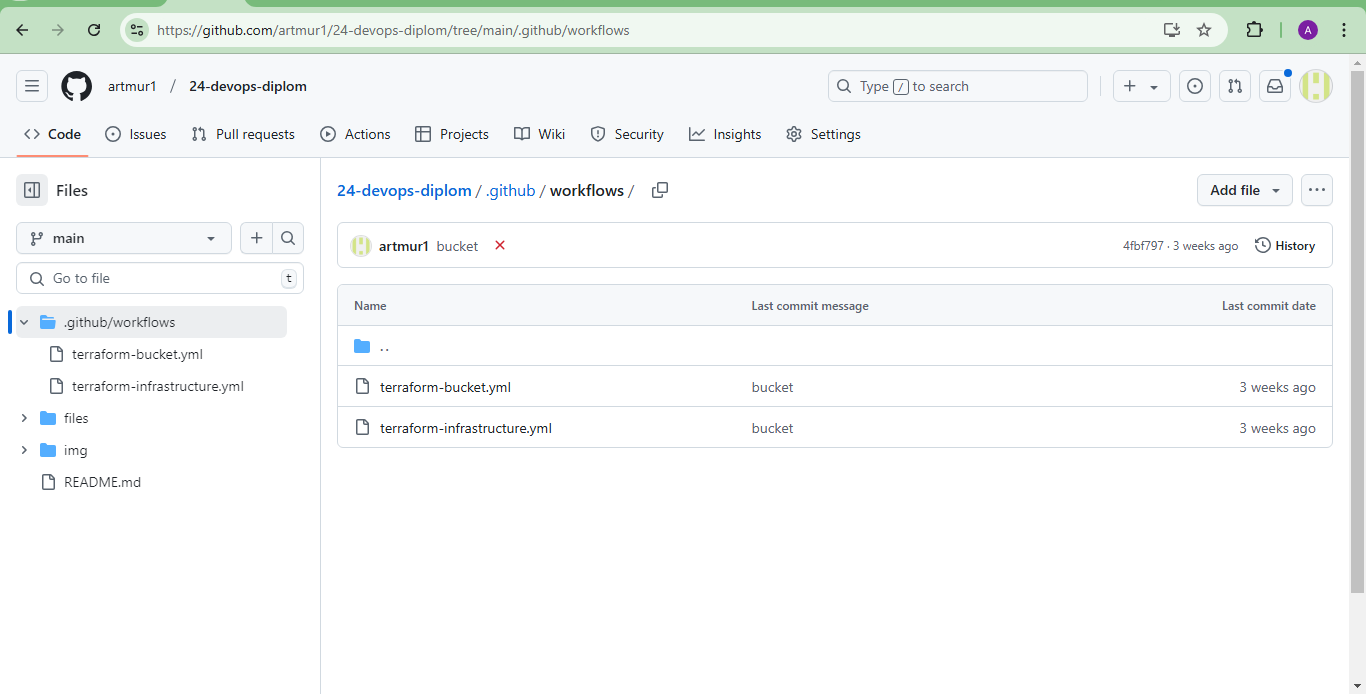 https://github.com/artmur1/24-devops-diplom/tree/main/.github/workflows
A
artmur1 / 24-devops-diplom
Type / to search
Code Issues Pull requests Actions Projects Wiki Security Insights Settings
Files
main
Go to file t
.github/workflows
terraform-bucket.yml
terraform-infrastructure.yml
files
img
README.md
24-devops-diplom / .github / workflows /
Add file
artmur1 bucket
4fbf797 · 3 weeks ago History
Name Last commit message Last commit date
..
terraform-bucket.yml bucket 3 weeks ago
terraform-infrastructure.yml bucket 3 weeks ago